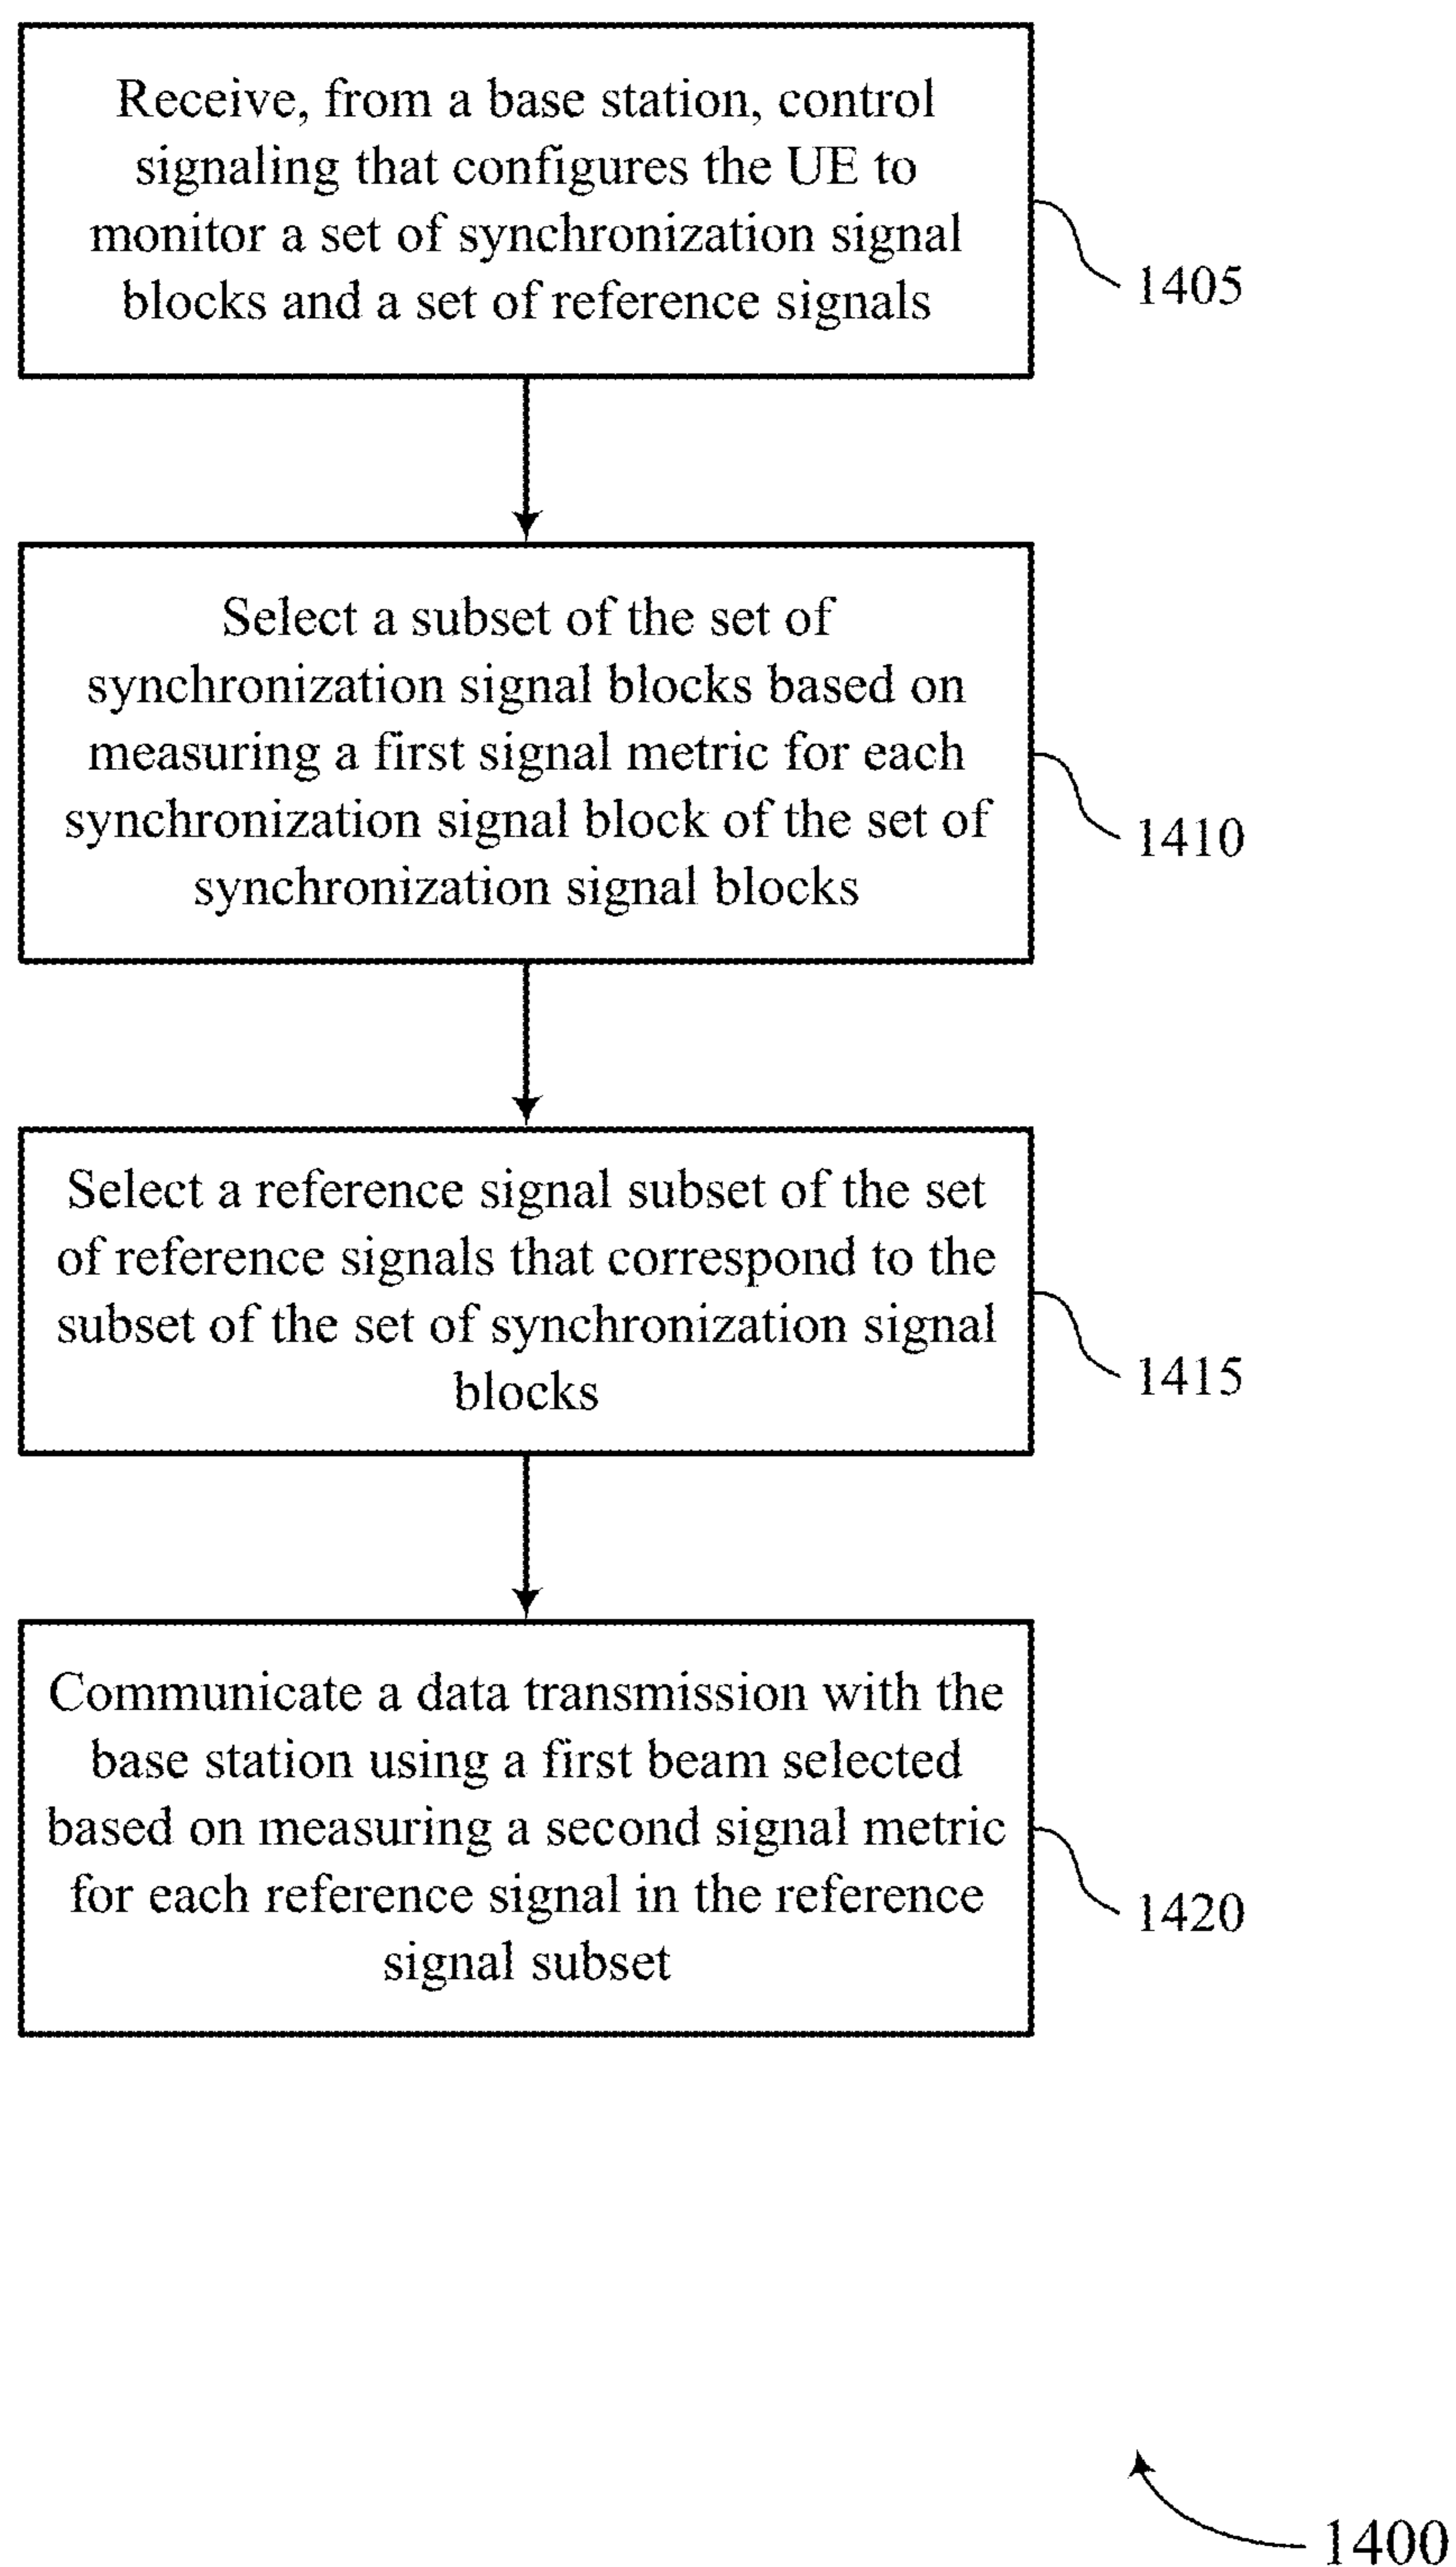 Receive, from a base station, control
signaling that configures the UE to
monitor a set of synchronization signal
blocks and a set of reference signals
1405
Select a subset of the set of
synchronization signal blocks based on
measuring a first signal metric for each
synchronization signal block of the set of
synchronization signal blocks
1410
Select a reference signal subset of the set
of reference signals that correspond to the
subset of the set of synchronization signal
blocks
1415
Communicate a data transmission with the
base station using a first beam selected
based on measuring a second signal metric
for each reference signal in the reference
signal subset
1420
1400